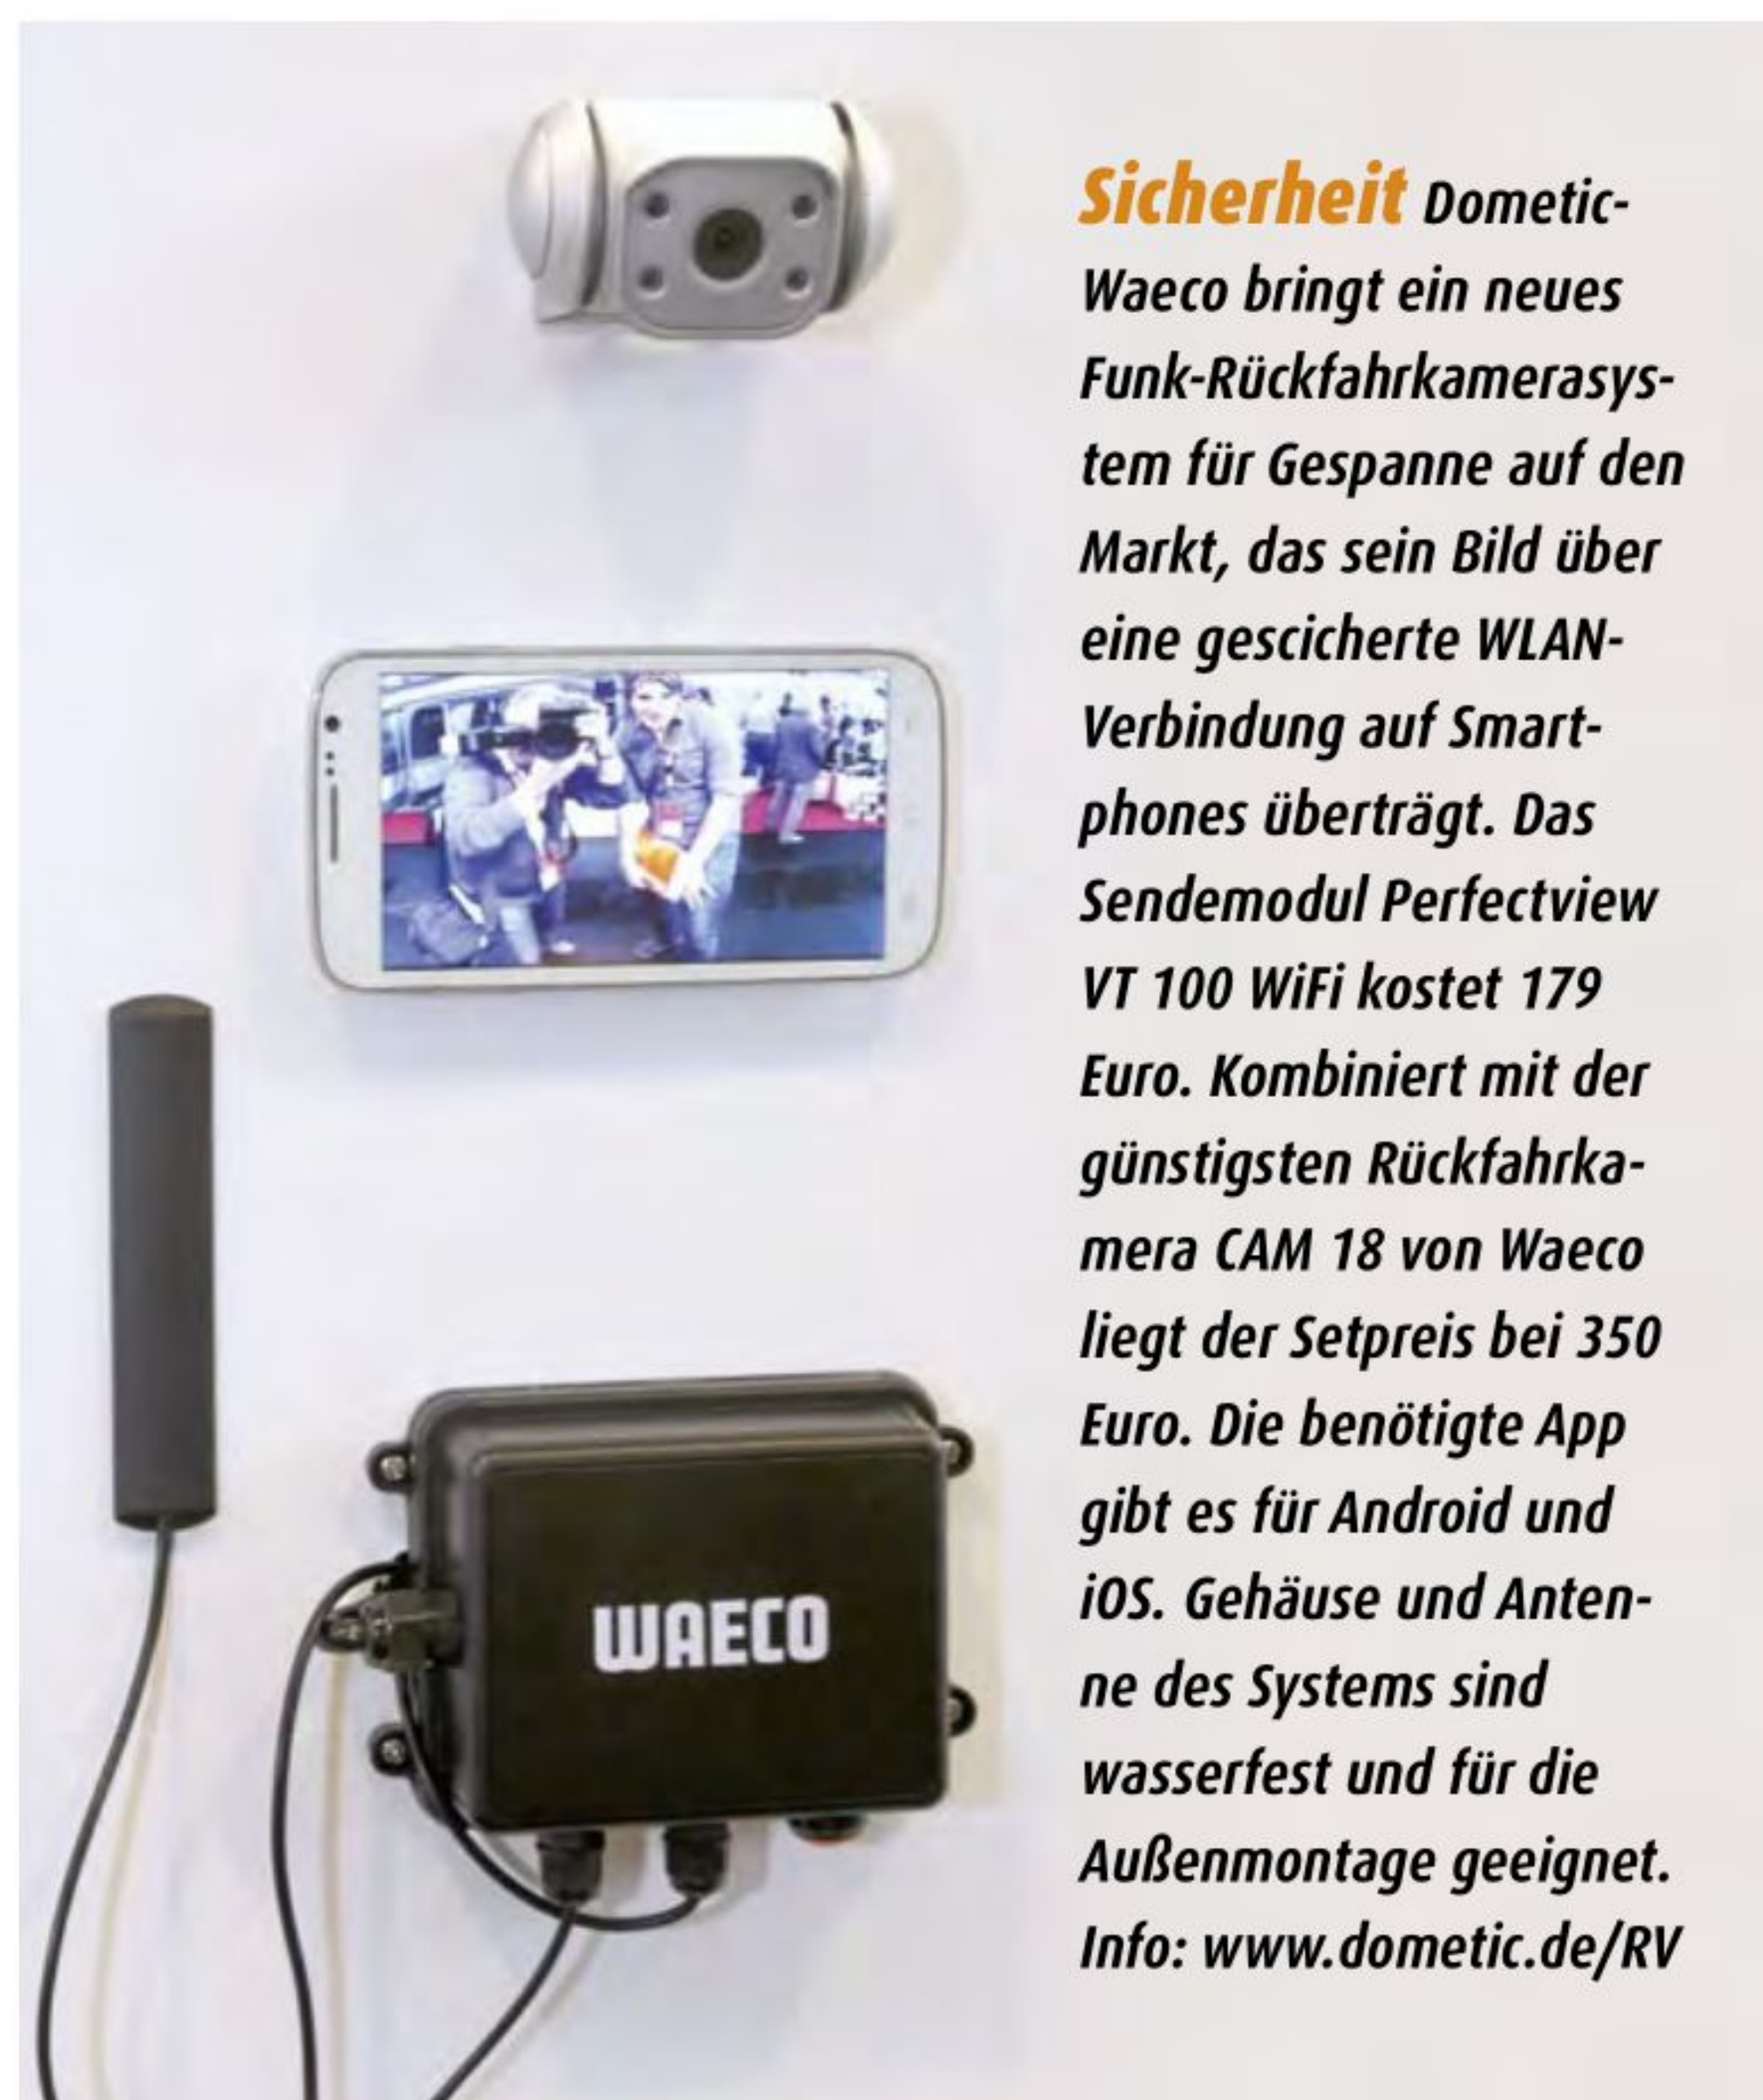 Sicherheit Dometic-
Waeco bringt ein neues
Funk-Rückfahrkamerasys-
tem für Gespanne auf den
Markt, das sein Bild über
eine gescicherte WLAN-
Verbindung auf Smart-
phones überträgt. Das
Sendemodul Perfectview
VT 100 WiFi kostet 179
Euro. Kombiniert mit der
günstigsten Rückfahrka-
mera CAM 18 von Waeco
liegt der Setpreis bei 350
Euro. Die benötigte App
gibt es für Android und
iOS. Gehäuse und Anten-
ne des Systems sind
wasserfest und für die
Außenmontage geeignet.
Info: www.dometic.de/RV
WAECO